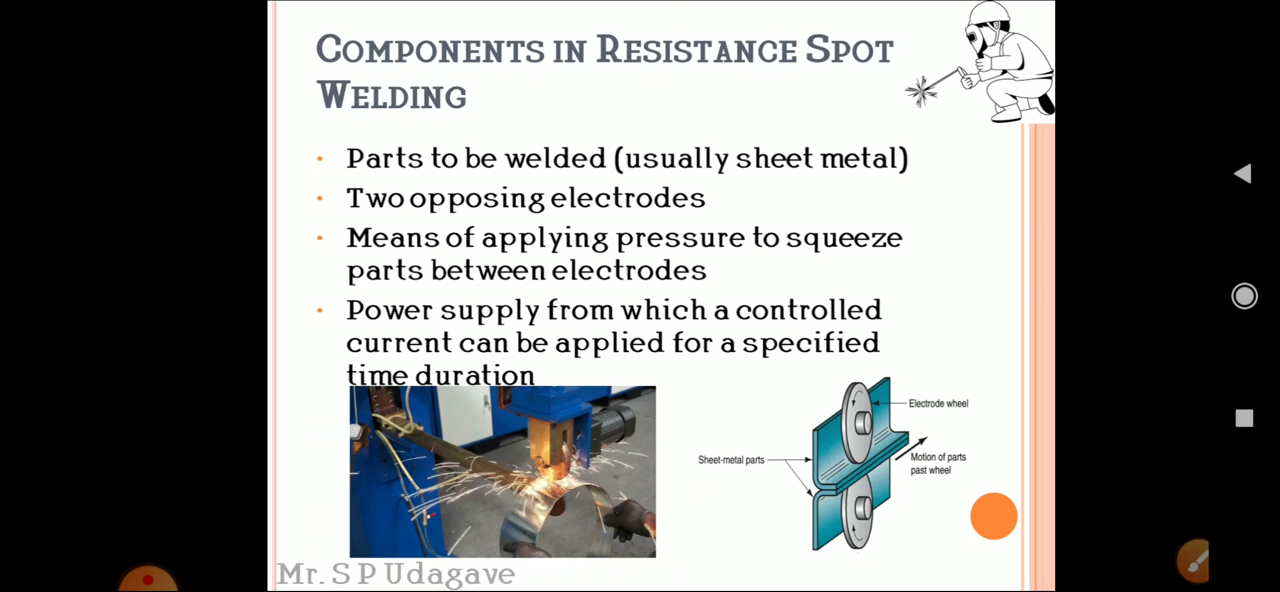 COMPONENTS IN RESISTANCE SPOT
WELDING
Parts to be welded (usually sheet metal)
Two opposing electrodes
Means of applying pressure to squeeze
parts between electrodes
Power supply from which a controlled
current can be applied for a specified
time duration
Electrode wheel
Sheet-metal parts
Motion of parts
past wheel
Mr. S P Udagave